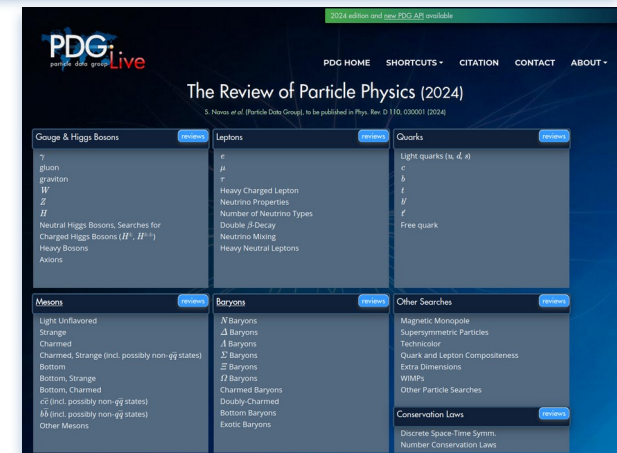 2024 edition and new PDG API available
PDG
Live
particle data group
PDG HOME SHORTCUTS CITATION CONTACT ABOUT
The Review of Particle Physics (2024)
S. Navas et al. (Particle Data Group), to be published in Phys. Rev. D 110, 030001 (2024)
Gauge & Higgs Bosons reviews
γ
gluon
graviton
W
Z
H
Neutral Higgs Bosons, Searches for
Charged Higgs Bosons (H±, H±±)
Heavy Bosons
Axions
Leptons reviews
e
μ
τ
Heavy Charged Lepton
Neutrino Properties
Number of Neutrino Types
Double β-Decay
Neutrino Mixing
Heavy Neutral Leptons
Quarks reviews
Light quarks (u, d, s)
c
b
t
b′
t′
Free quark
Mesons reviews
Light Unflavored
Strange
Charmed
Charmed, Strange (incl. possibly non-qq̅ states)
Bottom
Bottom, Strange
Bottom, Charmed
cc̅ (incl. possibly non-qq̅ states)
bb̅ (incl. possibly non-qq̅ states)
Other Mesons
Baryons reviews
N Baryons
Δ Baryons
Λ Baryons
Σ Baryons
Ξ Baryons
Ω Baryons
Charmed Baryons
Doubly-Charmed
Bottom Baryons
Exotic Baryons
Other Searches reviews
Magnetic Monopole
Supersymmetric Particles
Technicolor
Quark and Lepton Compositeness
Extra Dimensions
WIMPs
Other Particle Searches
Conservation Laws reviews
Discrete Space-Time Symm.
Number Conservation Laws